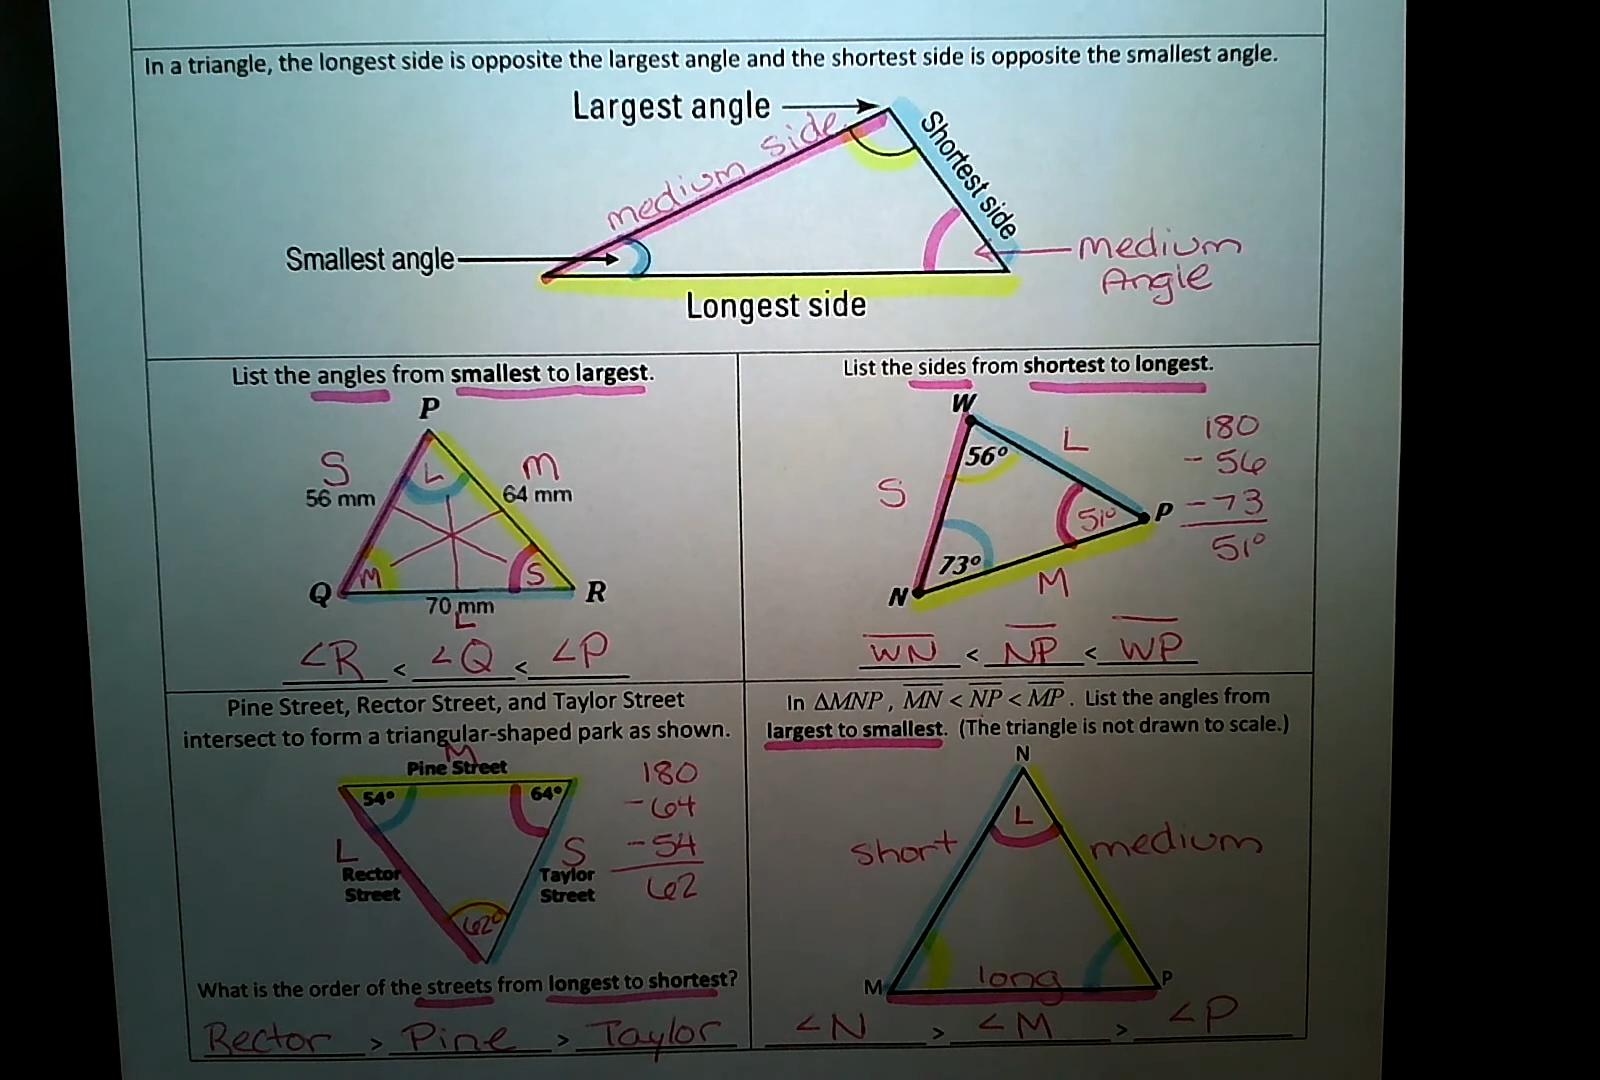 In a triangle, the longest side is opposite the largest angle and the shortest side is opposite the smallest angle.
Largest angle
medium side
Shortest side
Smallest angle
medium
Angle
Longest side
List the angles from smallest to largest.
P
S
L
m
56 mm
64 mm
M
S
Q
R
70 mm
L
∠R < ∠Q < ∠P
List the sides from shortest to longest.
W
L
180
56°
- 56
S
51°
P
- 73
73°
51°
N
M
WN < NP < WP
Pine Street, Rector Street, and Taylor Street
intersect to form a triangular-shaped park as shown.
M
Pine Street
180
54°
64°
- 64
L
S
- 54
Rector
Street
Taylor
Street
62
62°
What is the order of the streets from longest to shortest?
Rector > Pine > Taylor
In ΔMNP, MN < NP < MP. List the angles from
largest to smallest. (The triangle is not drawn to scale.)
N
L
short
medium
M
long
P
∠N > ∠M > ∠P